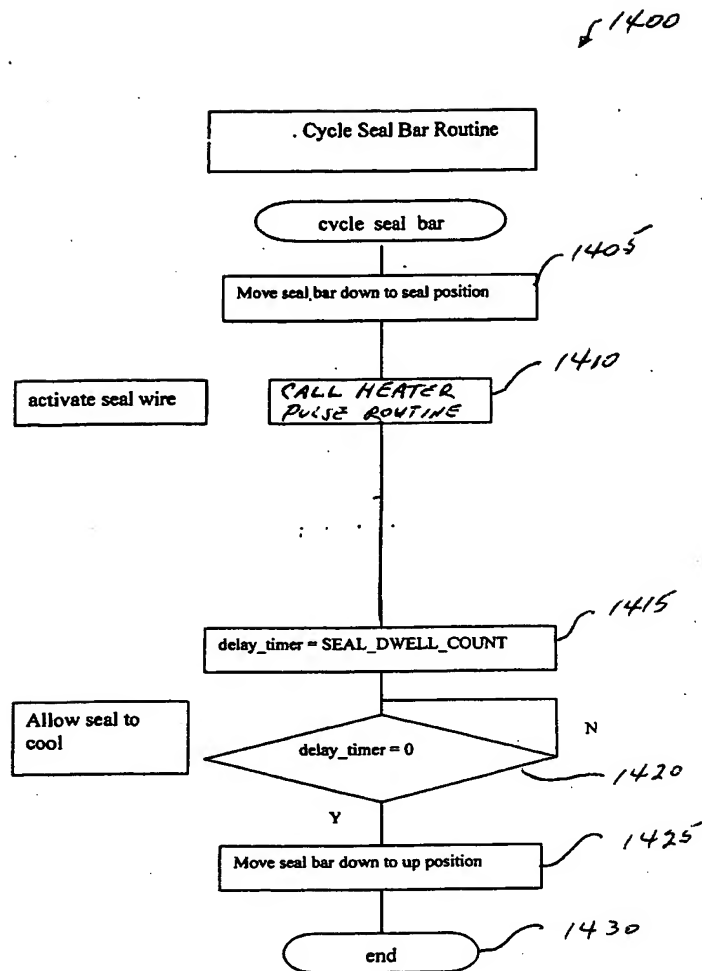 1400
. Cycle Seal Bar Routine
cycle seal bar
1405
Move seal bar down to seal position
1410
activate seal wire
CALL HEATER
PULSE ROUTINE
1415
delay_timer = SEAL_DWELL_COUNT
Allow seal to
cool
N
delay_timer = 0
1420
Y
1425
Move seal bar down to up position
1430
end